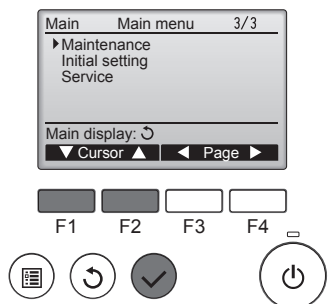 Main Main menu 3/3
Maintenance
Initial setting
Service
Main display:
Cursor Page
F1 F2 F3 F4